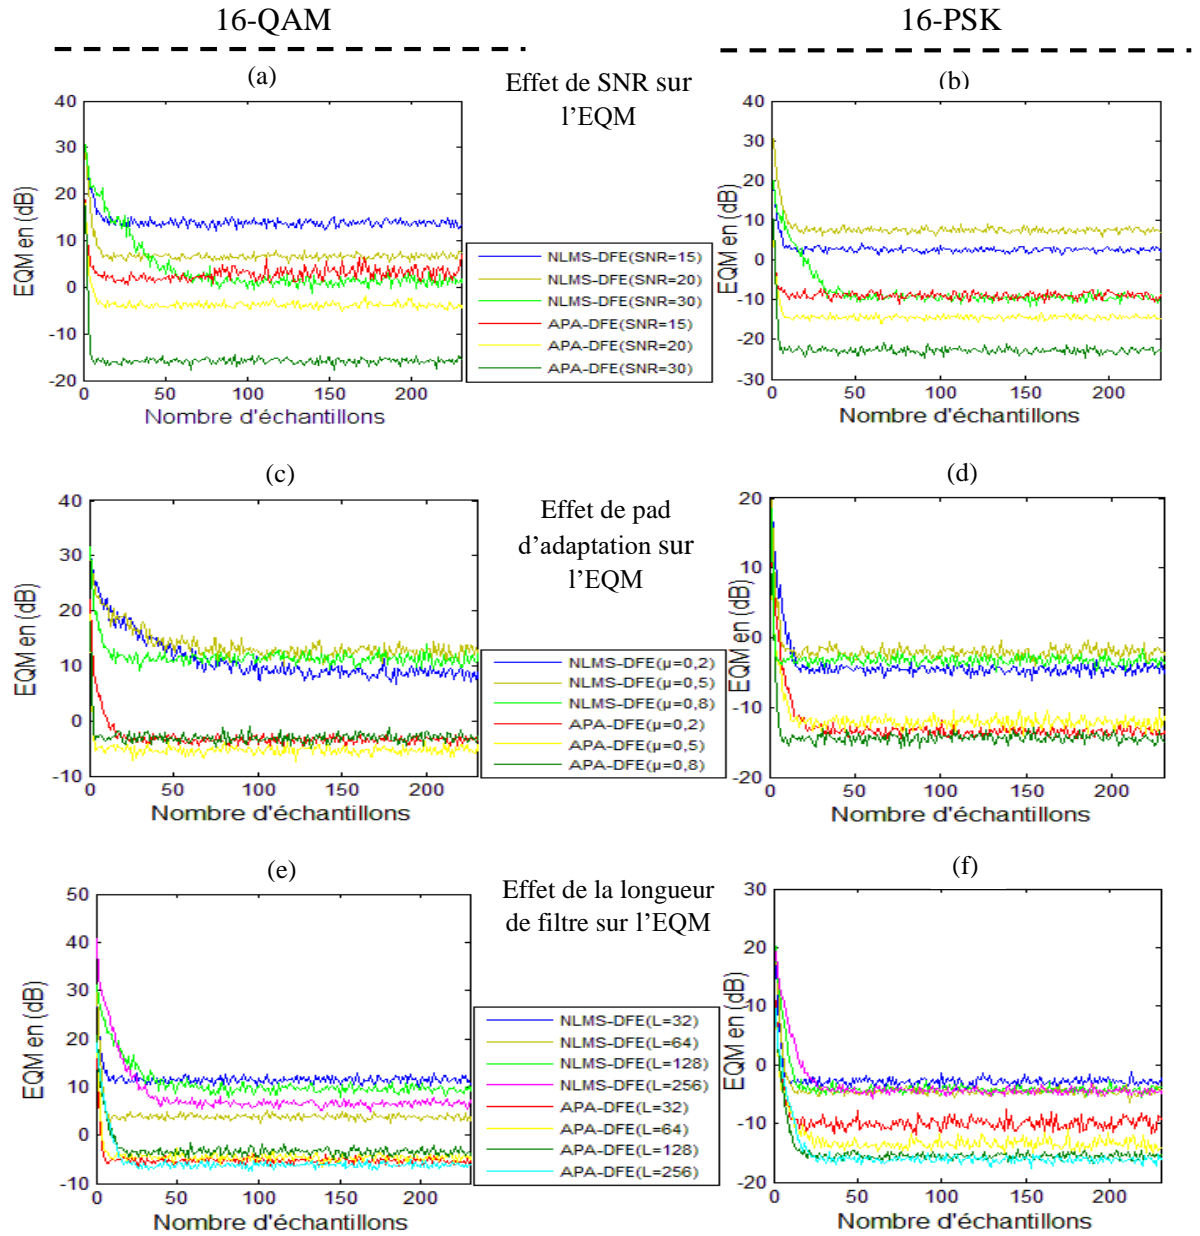 16-QAM
16-PSK
(a)
Effet de SNR sur
l'EQM
(b)
40
30
20
10
0
-10
-20
EQM en (dB)
0 50 100 150 200
Nombre d'échantillons
NLMS-DFE(SNR=15)
NLMS-DFE(SNR=20)
NLMS-DFE(SNR=30)
APA-DFE(SNR=15)
APA-DFE(SNR=20)
APA-DFE(SNR=30)
40
30
20
10
0
-10
-20
-30
EQM en (dB)
0 50 100 150 200
Nombre d'échantillons
(c)
Effet de pad
d'adaptation sur
l'EQM
(d)
40
30
20
10
0
-10
EQM en (dB)
0 50 100 150 200
Nombre d'échantillons
NLMS-DFE(μ=0,2)
NLMS-DFE(μ=0,5)
NLMS-DFE(μ=0,8)
APA-DFE(μ=0,2)
APA-DFE(μ=0,5)
APA-DFE(μ=0,8)
20
10
-0
-10
-20
EQM en (dB)
0 50 100 150 200
Nombre d'échantillons
(e)
Effet de la longueur
de filtre sur l'EQM
(f)
50
40
30
20
10
0
-10
EQM en (dB)
0 50 100 150 200
Nombre d'échantillons
NLMS-DFE(L=32)
NLMS-DFE(L=64)
NLMS-DFE(L=128)
NLMS-DFE(L=256)
APA-DFE(L=32)
APA-DFE(L=64)
APA-DFE(L=128)
APA-DFE(L=256)
30
20
10
0
-10
-15
-20
EQM en (dB)
0 50 100 150 200
Nombre d'échantillons